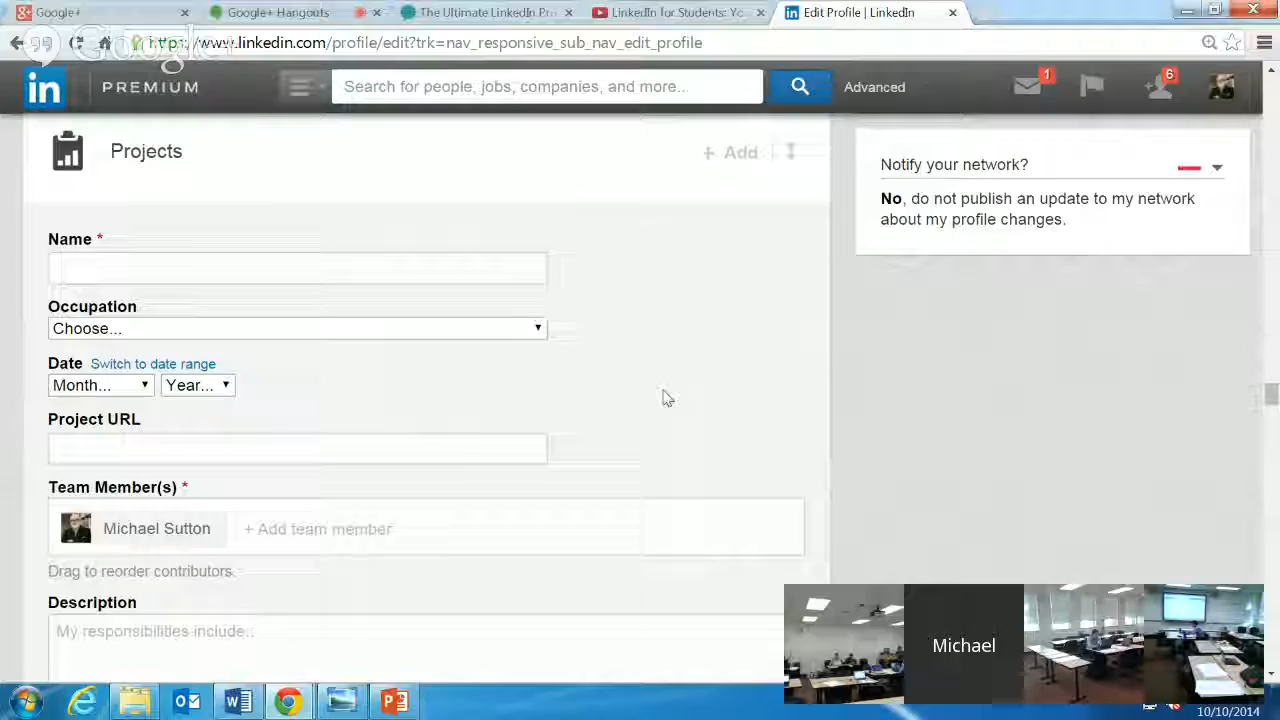 Google+
Google+ Hangouts
The Ultimate LinkedIn Pro
LinkedIn for Students: Yo
Edit Profile | LinkedIn
https://www.linkedin.com/profile/edit?trk=nav_responsive_sub_nav_edit_profile
Google
in PREMIUM
Search for people, jobs, companies, and more...
Advanced
1
6
Projects
+ Add
Notify your network?
No, do not publish an update to my network
about my profile changes.
Name *
Occupation
Choose...
Date Switch to date range
Month... Year...
Project URL
Team Member(s) *
Michael Sutton + Add team member
Drag to reorder contributors.
Description
My responsibilities include...
Michael
10/10/2014